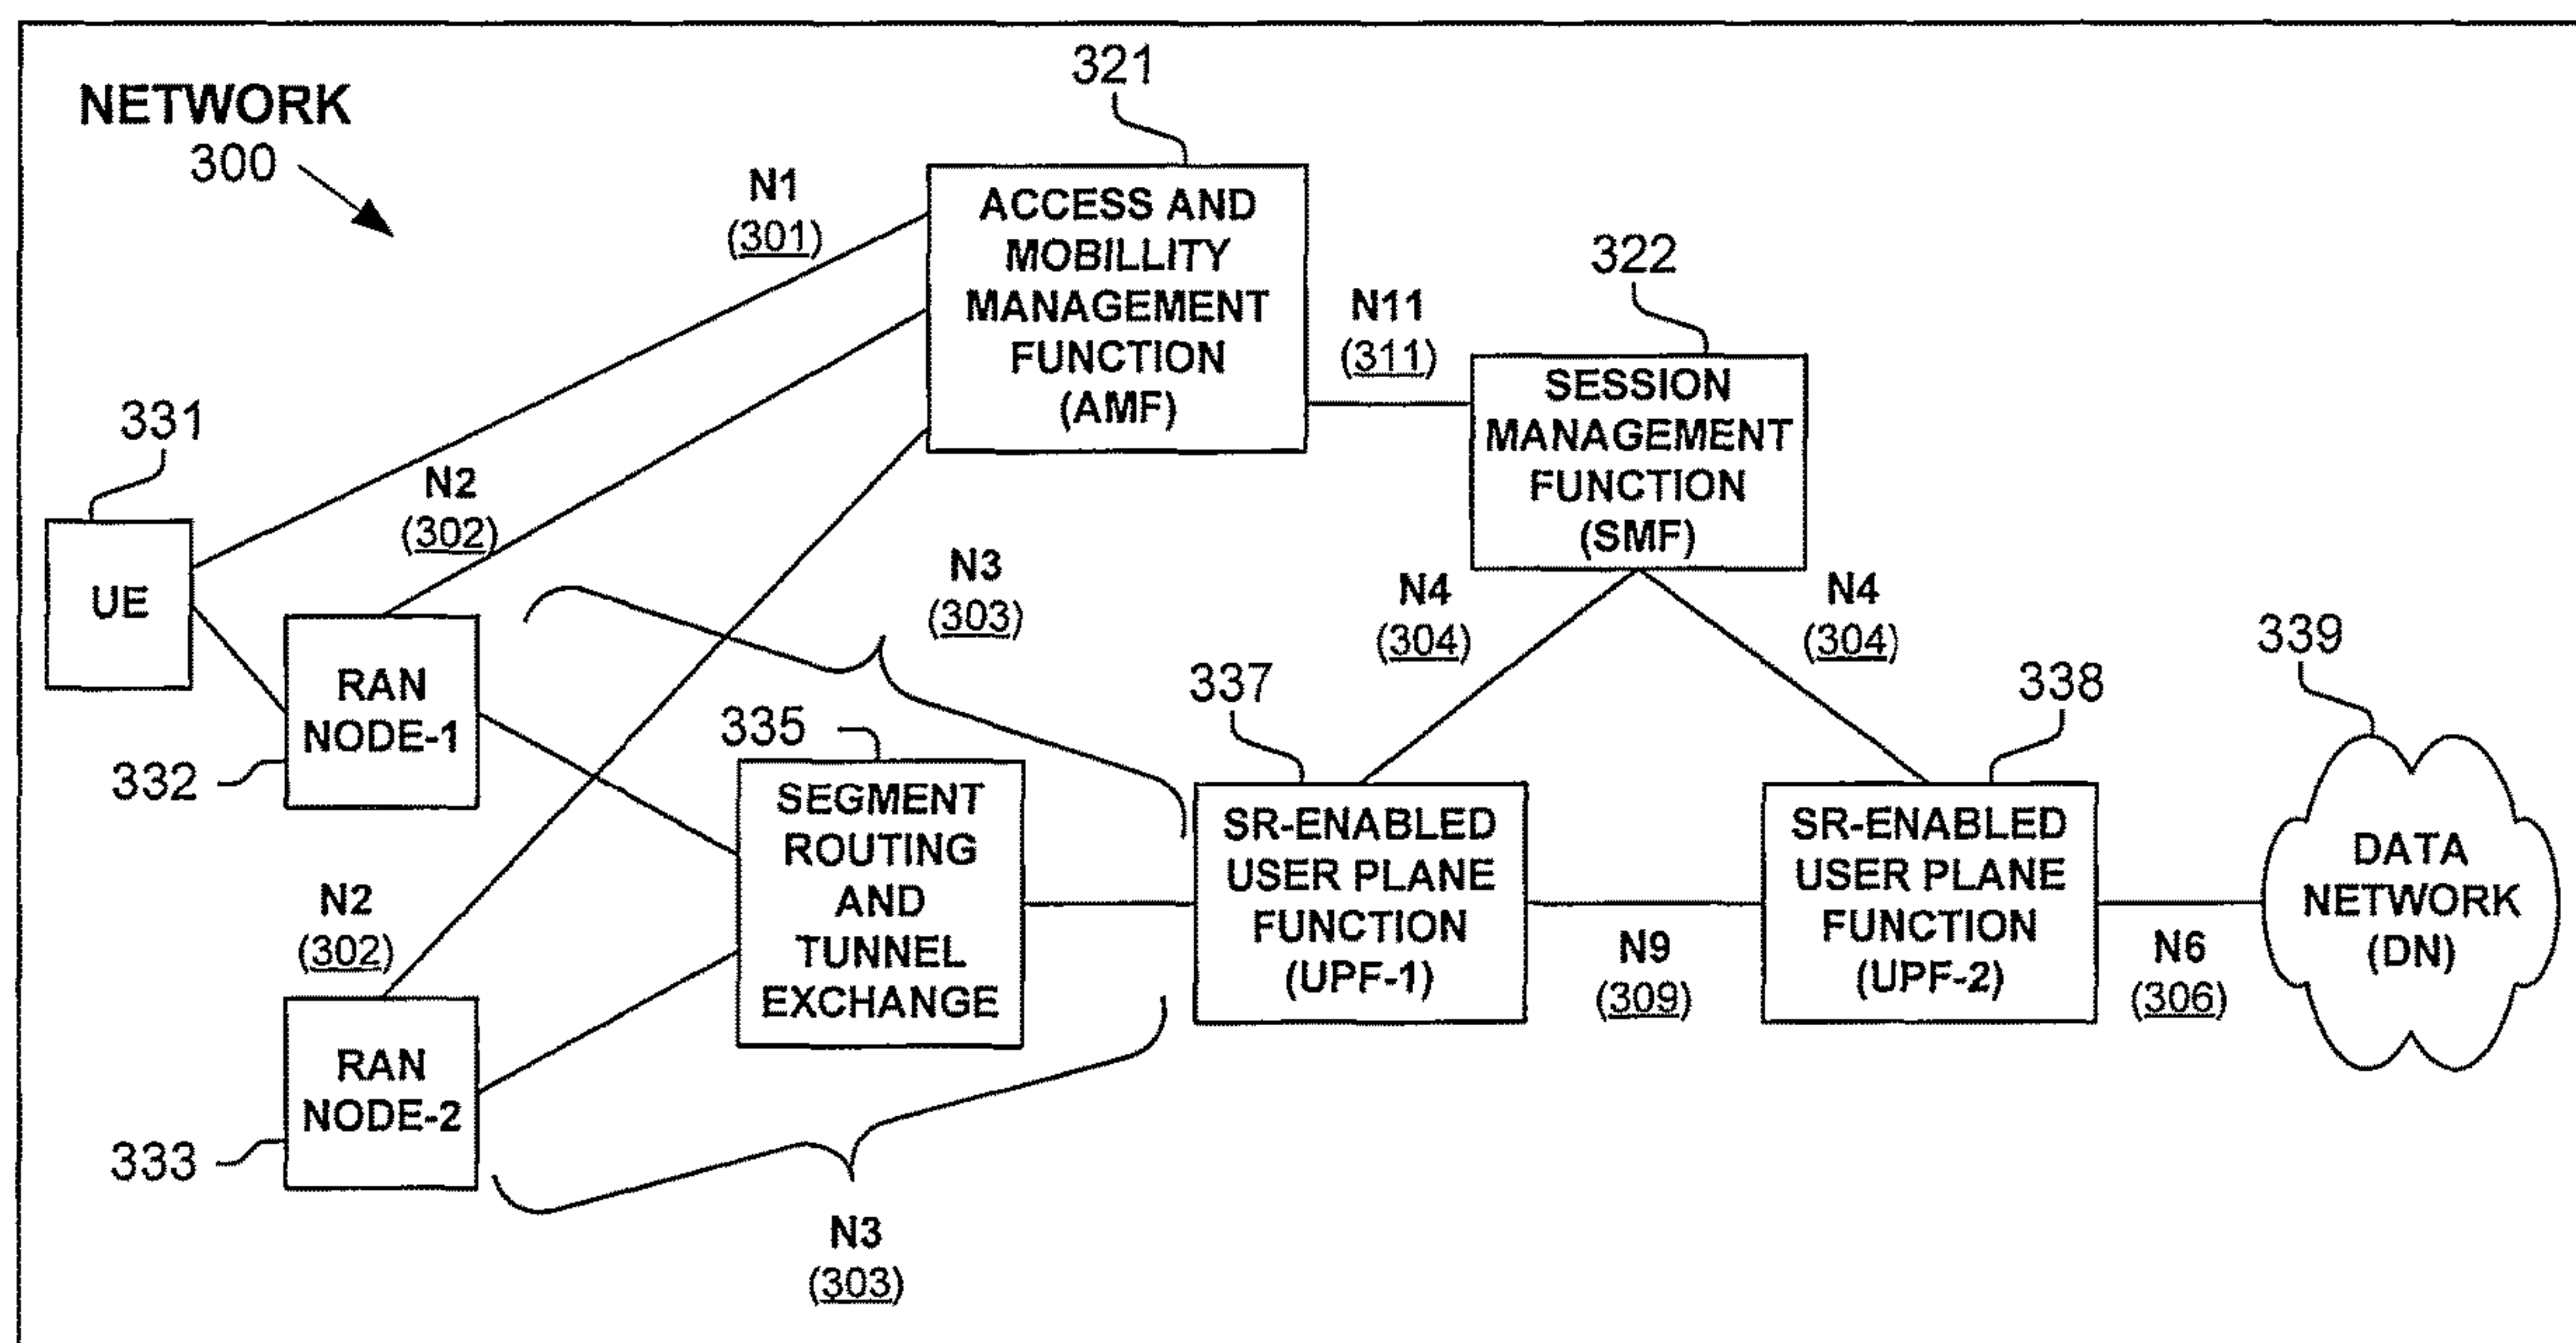 NETWORK
300
321
N1
(301)
ACCESS AND
MOBILLITY
MANAGEMENT
FUNCTION
(AMF)
322
N11
(311)
SESSION
MANAGEMENT
FUNCTION
(SMF)
331
UE
N2
(302)
N3
(303)
N4
(304)
N4
(304)
RAN
NODE-1
332
335
SEGMENT
ROUTING
AND
TUNNEL
EXCHANGE
337
SR-ENABLED
USER PLANE
FUNCTION
(UPF-1)
338
SR-ENABLED
USER PLANE
FUNCTION
(UPF-2)
339
DATA
NETWORK
(DN)
N9
(309)
N6
(306)
N2
(302)
RAN
NODE-2
333
N3
(303)